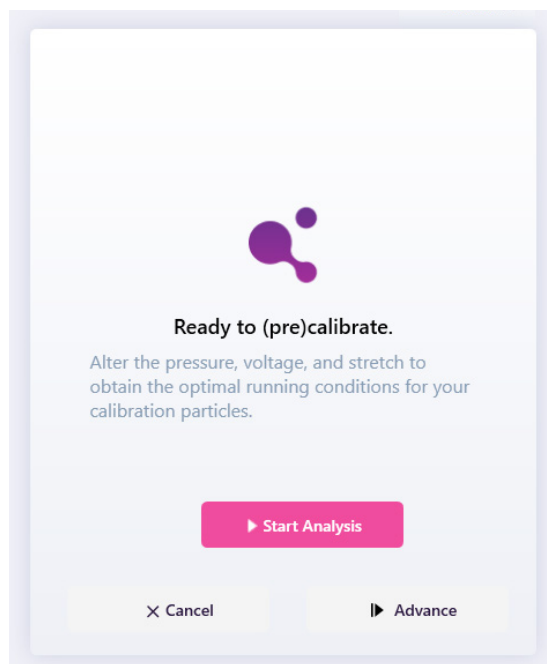 Ready to (pre)calibrate.
Alter the pressure, voltage, and stretch to
obtain the optimal running conditions for your
calibration particles.
Start Analysis
Cancel
Advance